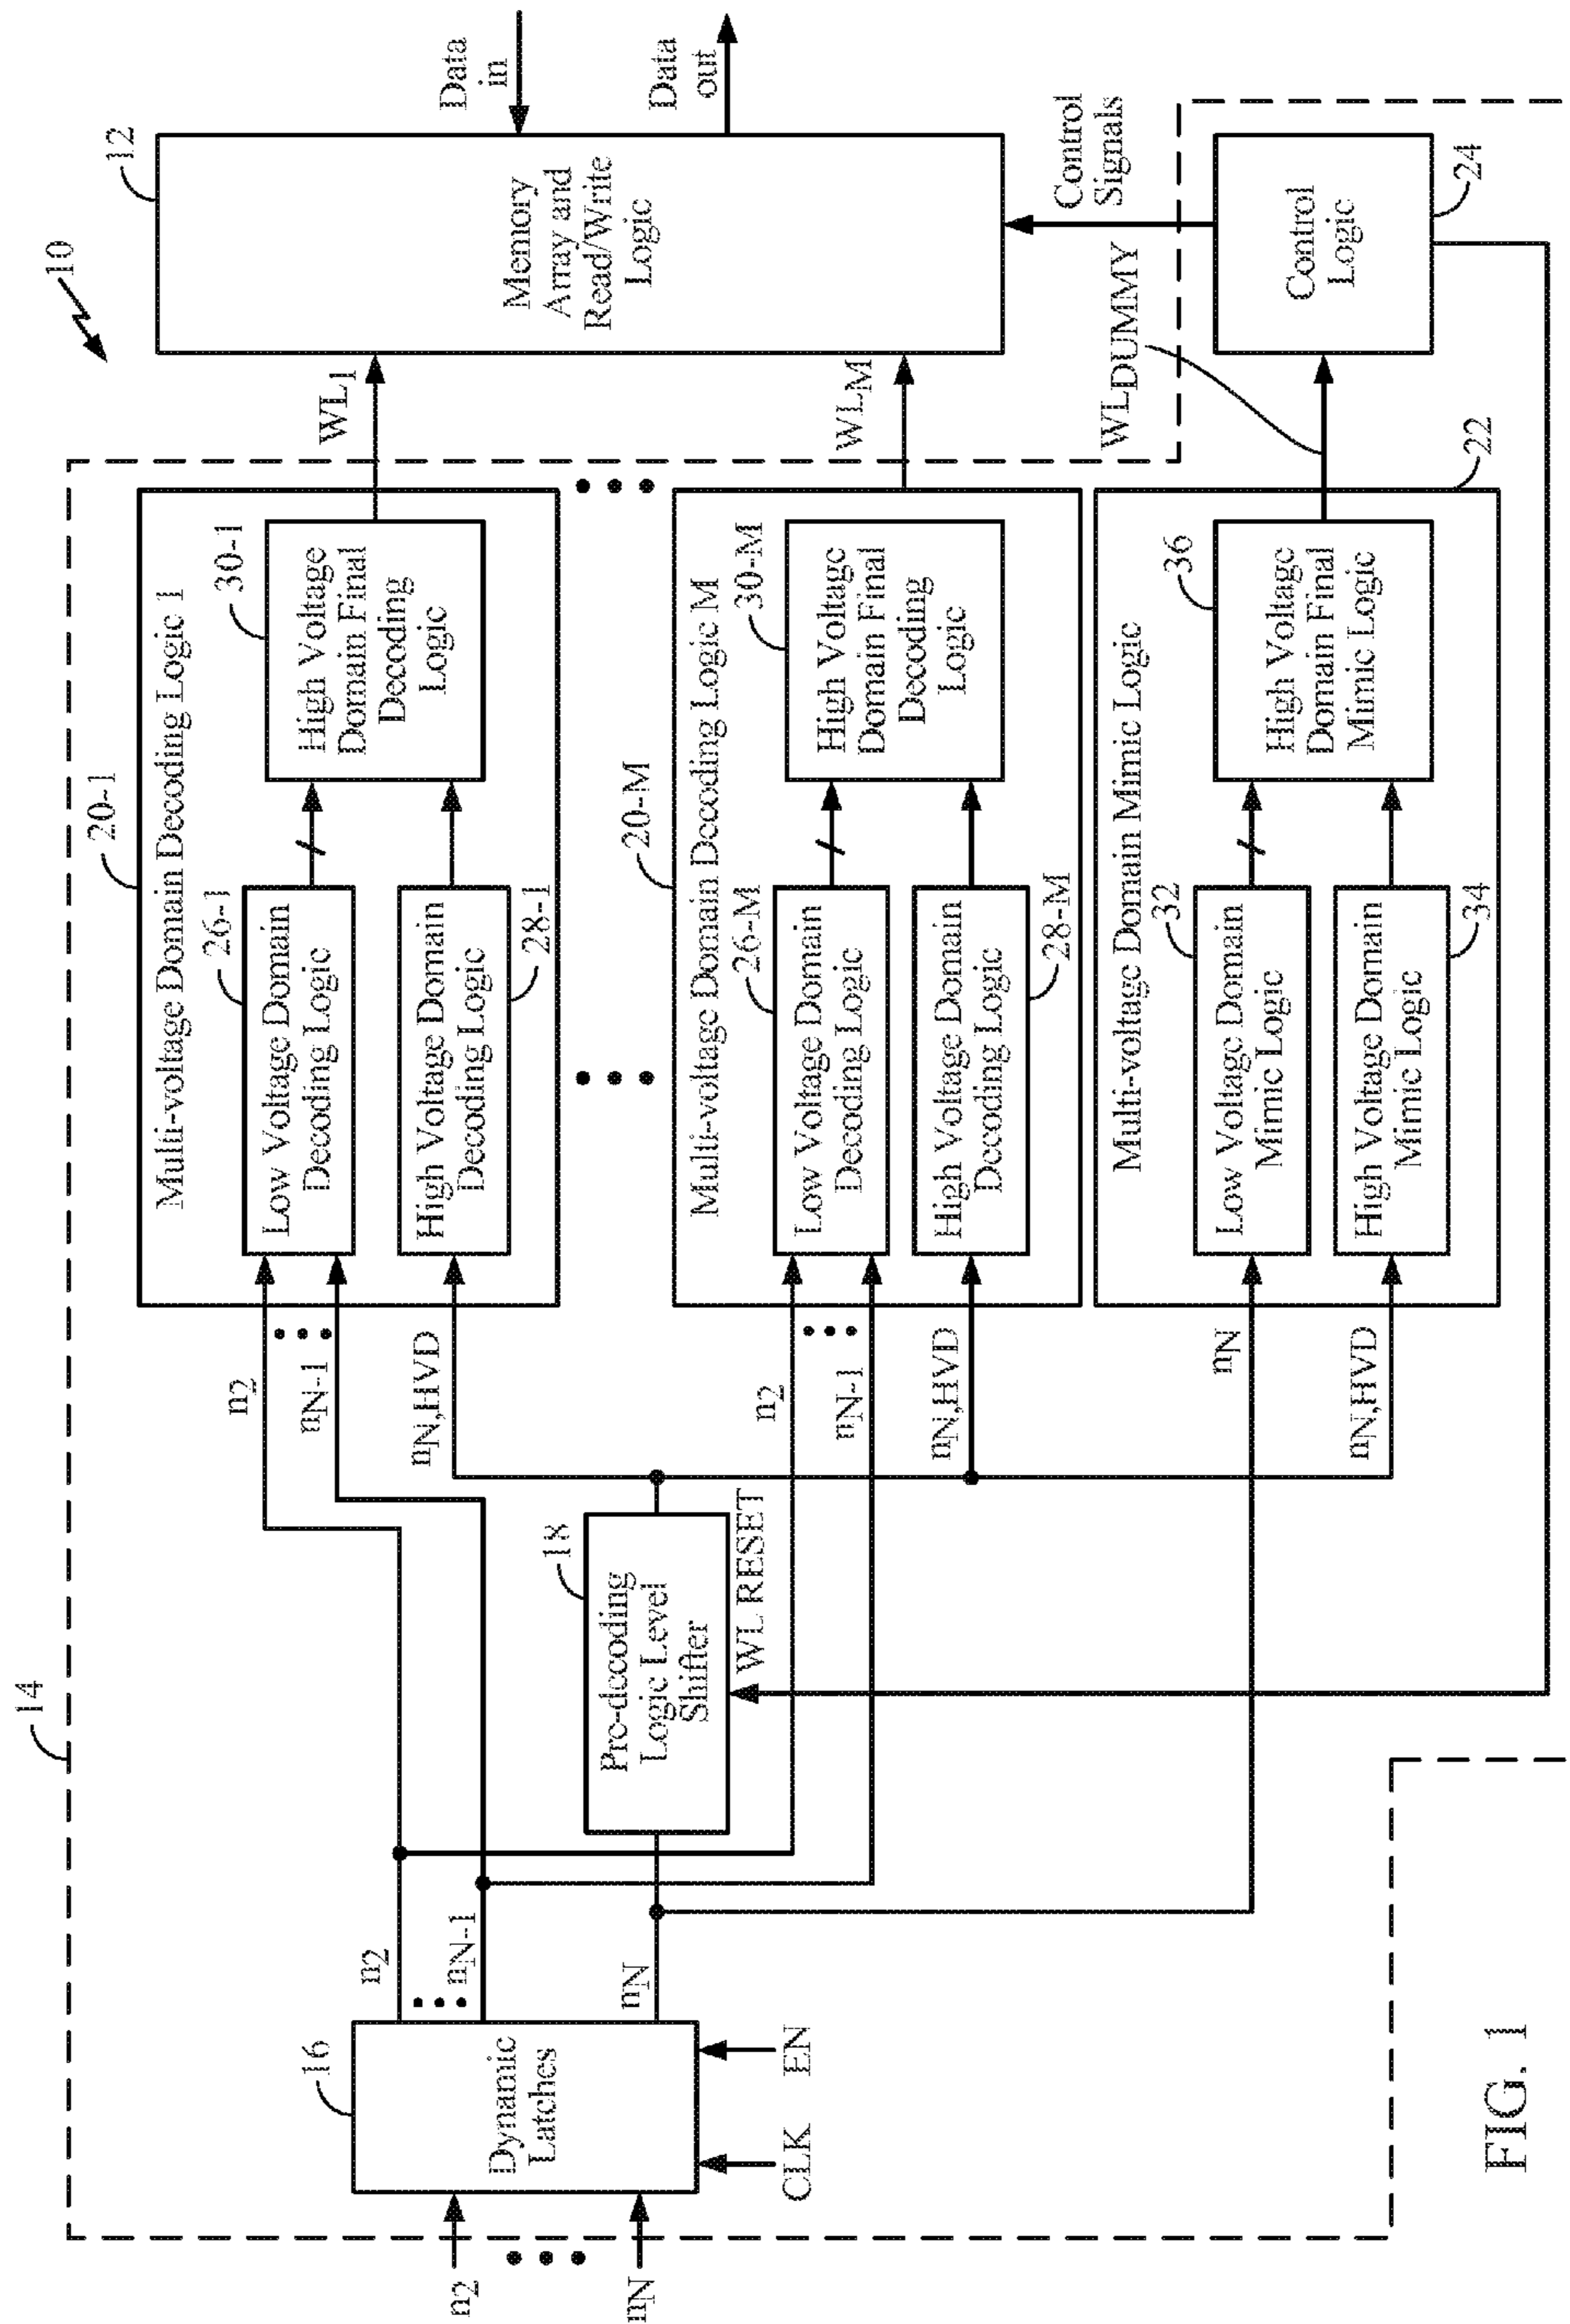 10
12
Memory
Array and
Read/Write
Logic
Data
in
Data
out
14
20-1
Multi-voltage Domain Decoding Logic 1
26-1
Low Voltage Domain
Decoding Logic
High Voltage Domain
Decoding Logic
28-1
30-1
High Voltage
Domain Final
Decoding
Logic
WL1
n2
nN-1
nN,HVD
20-M
Multi-voltage Domain Decoding Logic M
26-M
Low Voltage Domain
Decoding Logic
High Voltage Domain
Decoding Logic
28-M
30-M
High Voltage
Domain Final
Decoding
Logic
WLM
n2
nN-1
nN,HVD
Multi-voltage Domain Mimic Logic
32
Low Voltage Domain
Mimic Logic
High Voltage Domain
Mimic Logic
34
36
High Voltage
Domain Final
Mimic Logic
22
WLDUMMY
nN
nN,HVD
Control
Signals
Control
Logic
24
18
Pre-decoding
Logic Level
Shifter
WL RESET
16
Dynamic
Latches
n2
nN-1
nN
n2
nN
CLK
EN
FIG. 1